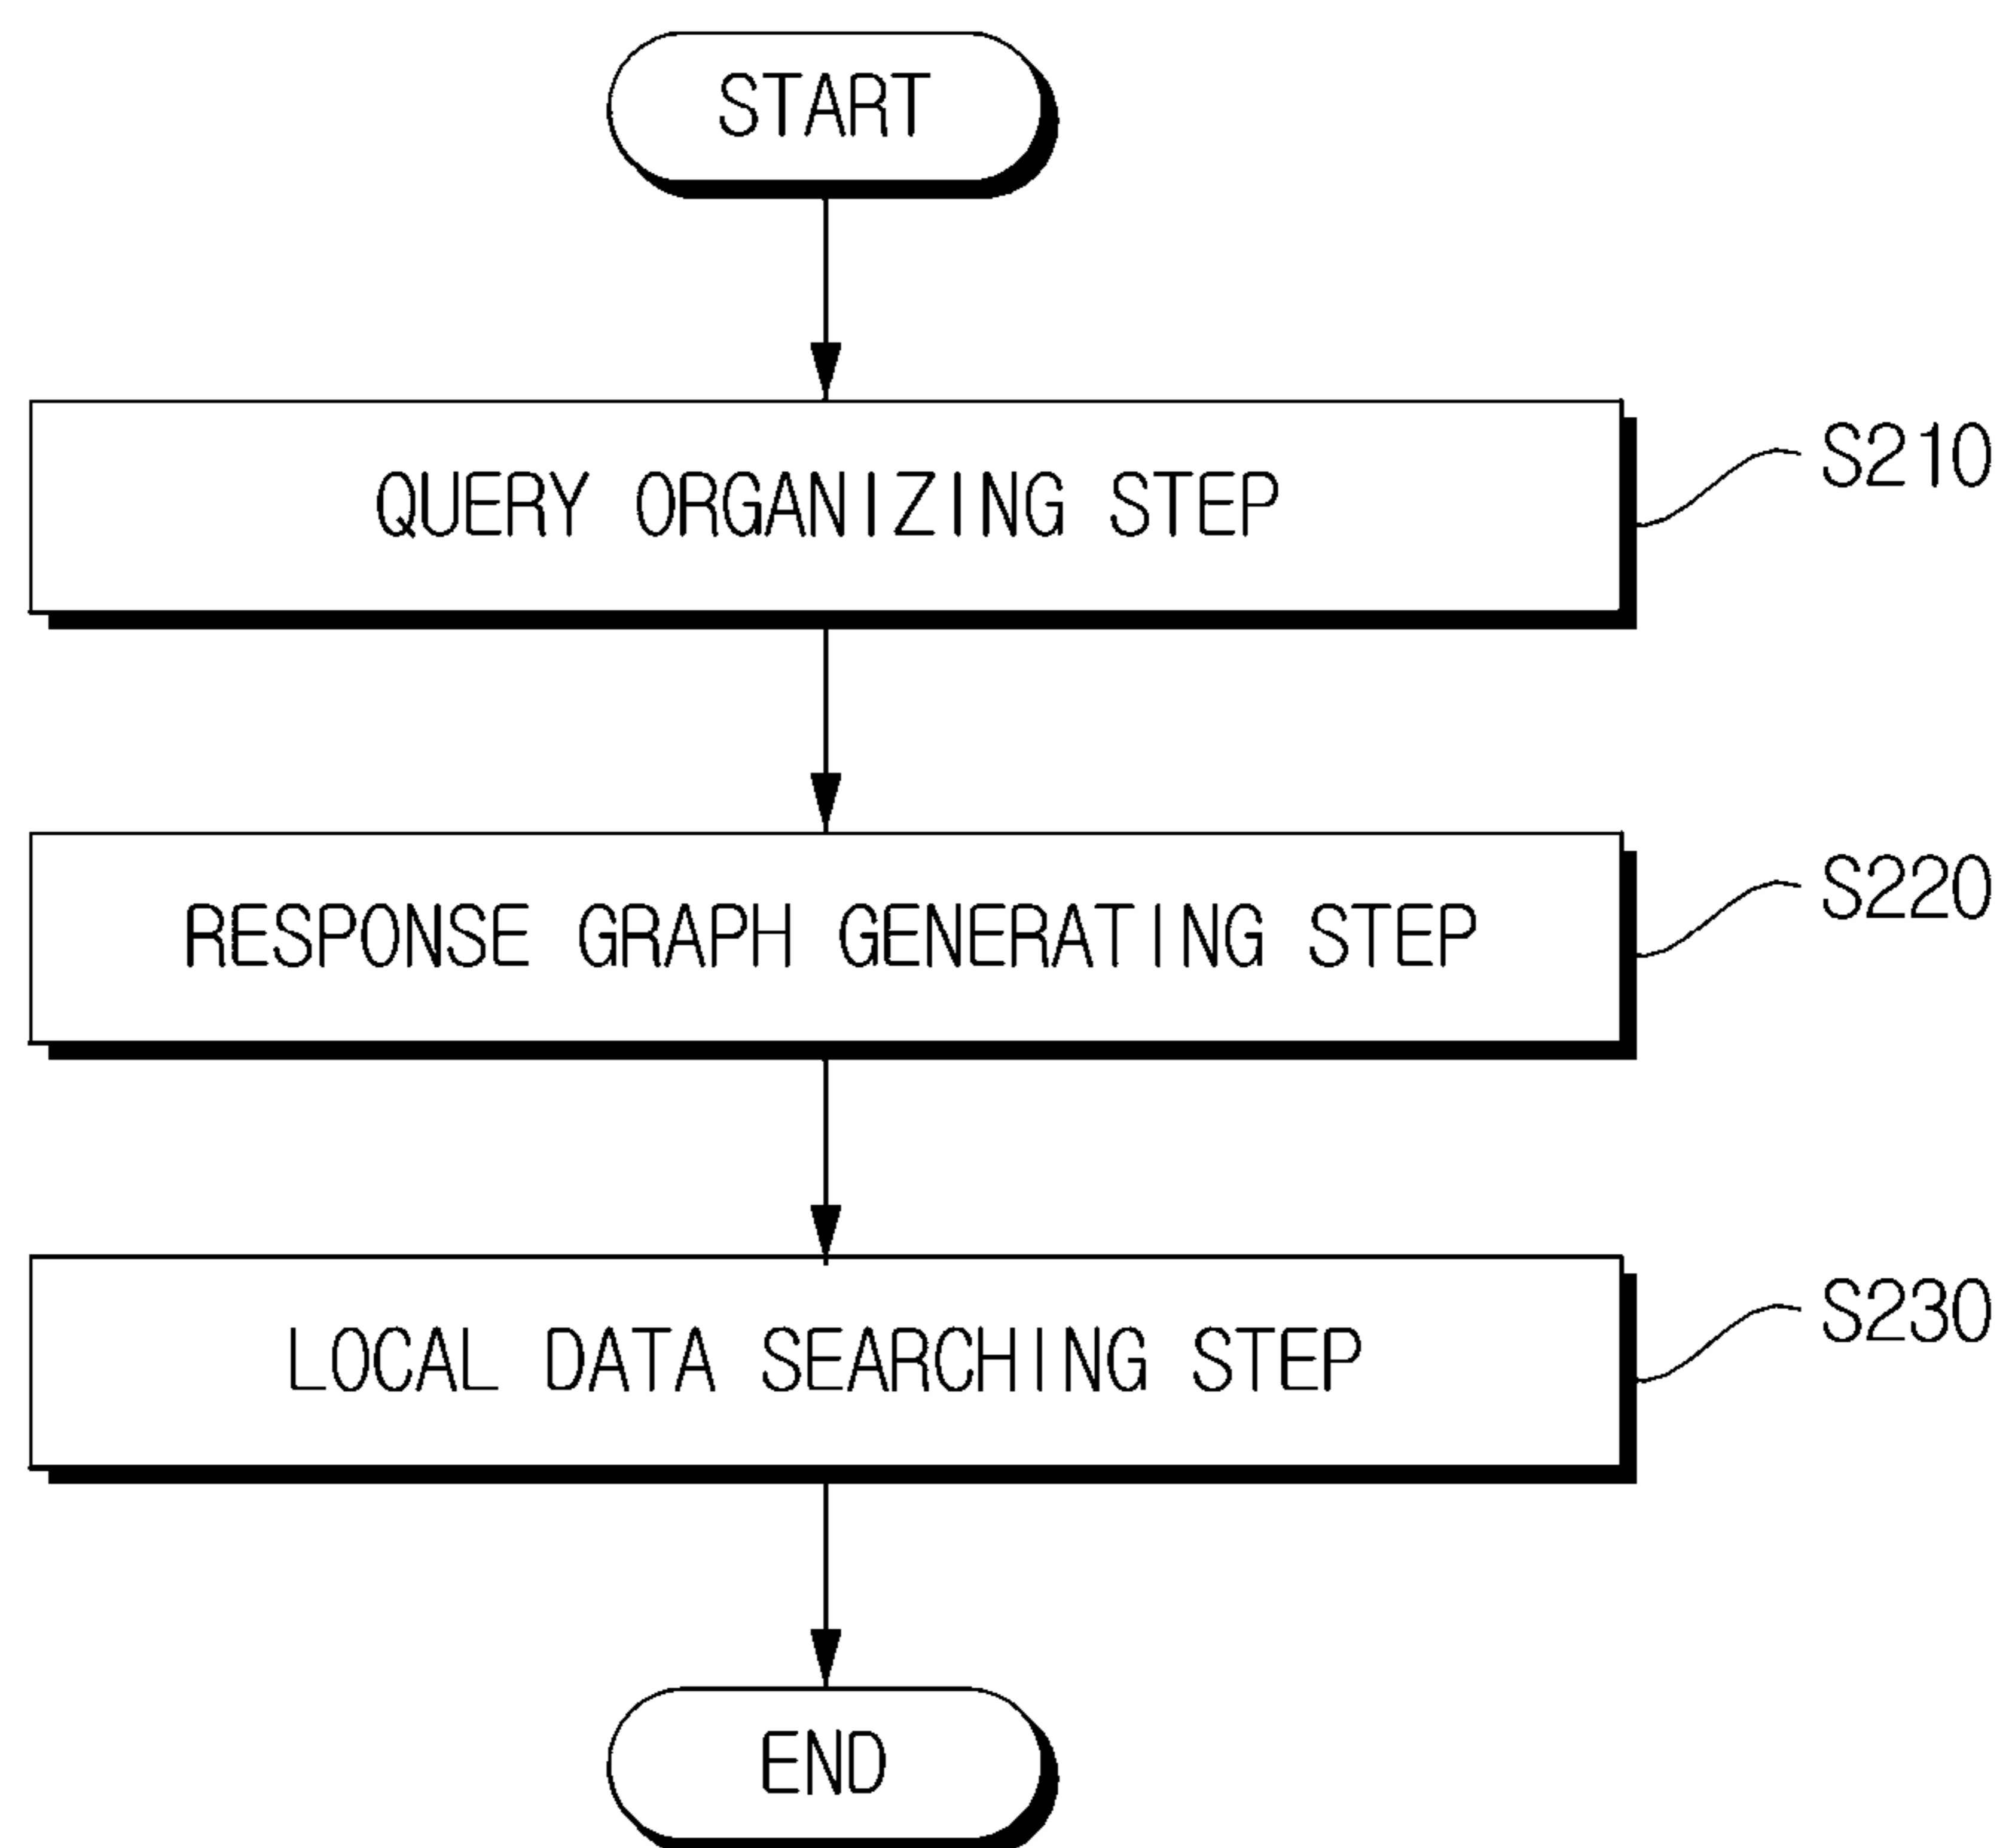 START
QUERY ORGANIZING STEP
S210
RESPONSE GRAPH GENERATING STEP
S220
LOCAL DATA SEARCHING STEP
S230
END